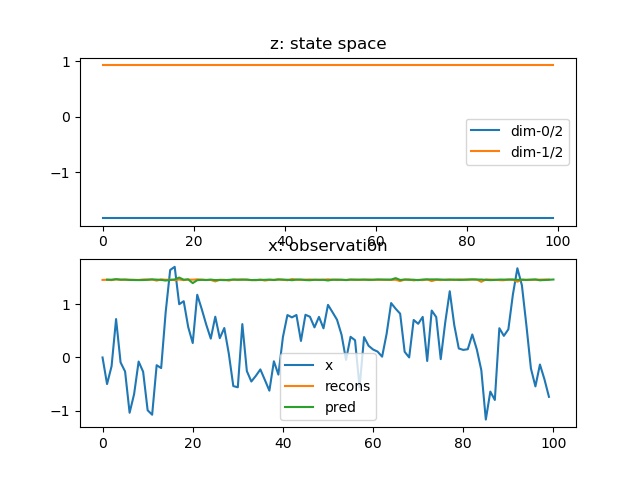 z: state space
1
0
−1
dim-0/2
dim-1/2
0 20 40 60 80 100
x: observation
1
0
−1
x
recons
pred
0 20 40 60 80 100